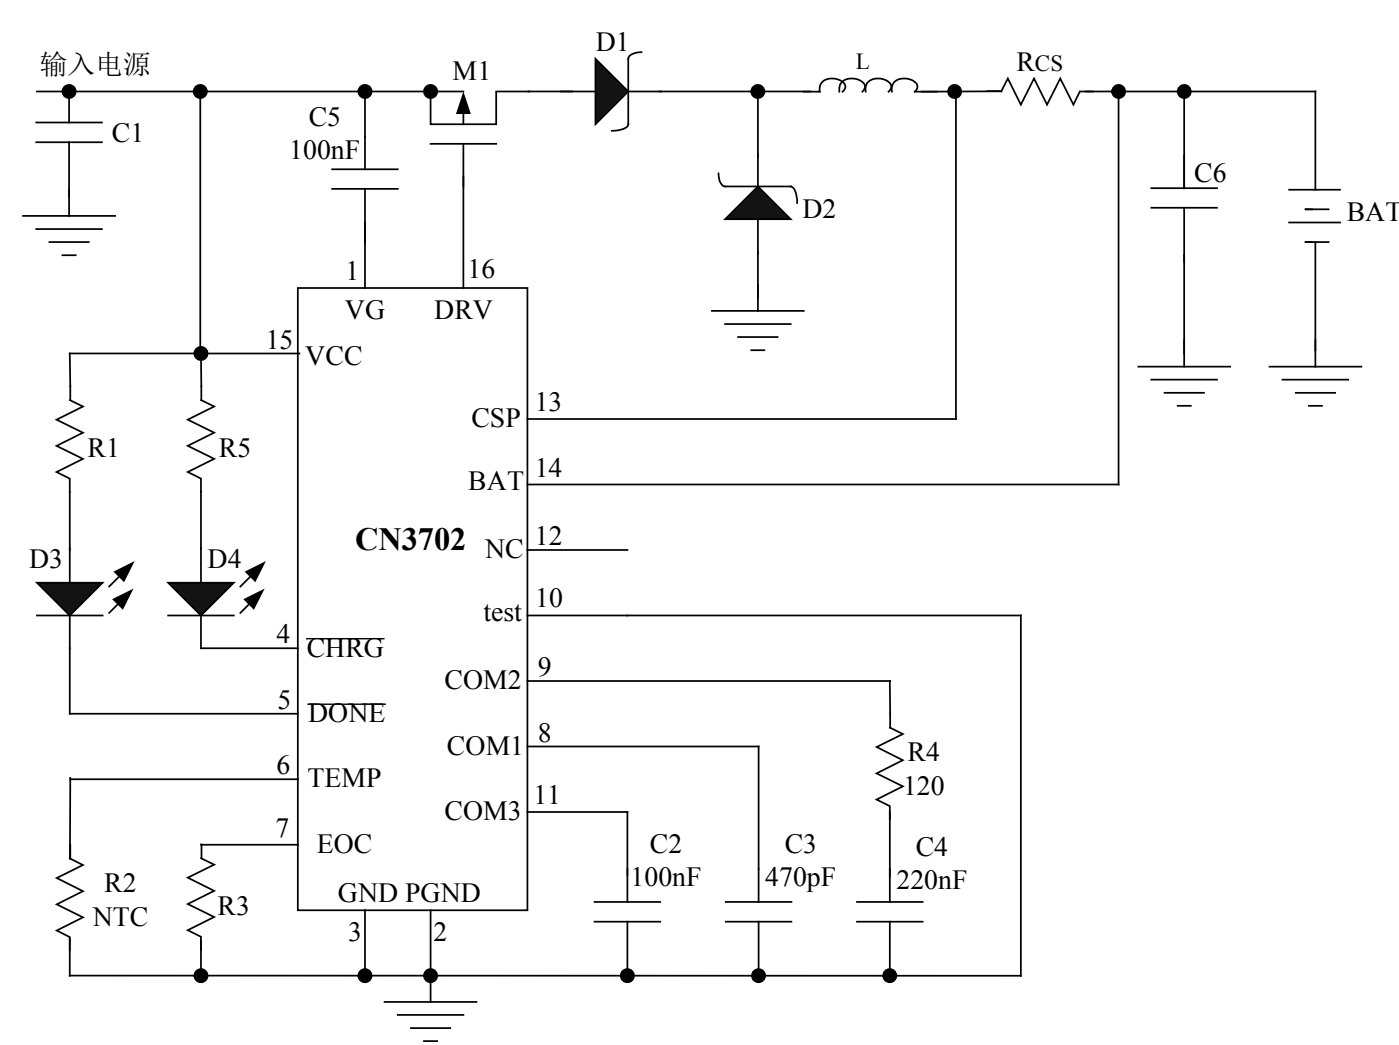 输入电源
D1
M1
L
RCS
C5
100nF
C1
C6
D2
BAT
1
16
VG
DRV
15
VCC
13
CSP
R1
R5
14
BAT
CN3702
12
NC
D3
D4
10
test
4
CHRG
9
COM2
5
DONE
8
COM1
R4
120
6
TEMP
11
COM3
7
EOC
C2
100nF
C3
470pF
C4
220nF
R2
NTC
R3
GND PGND
3
2